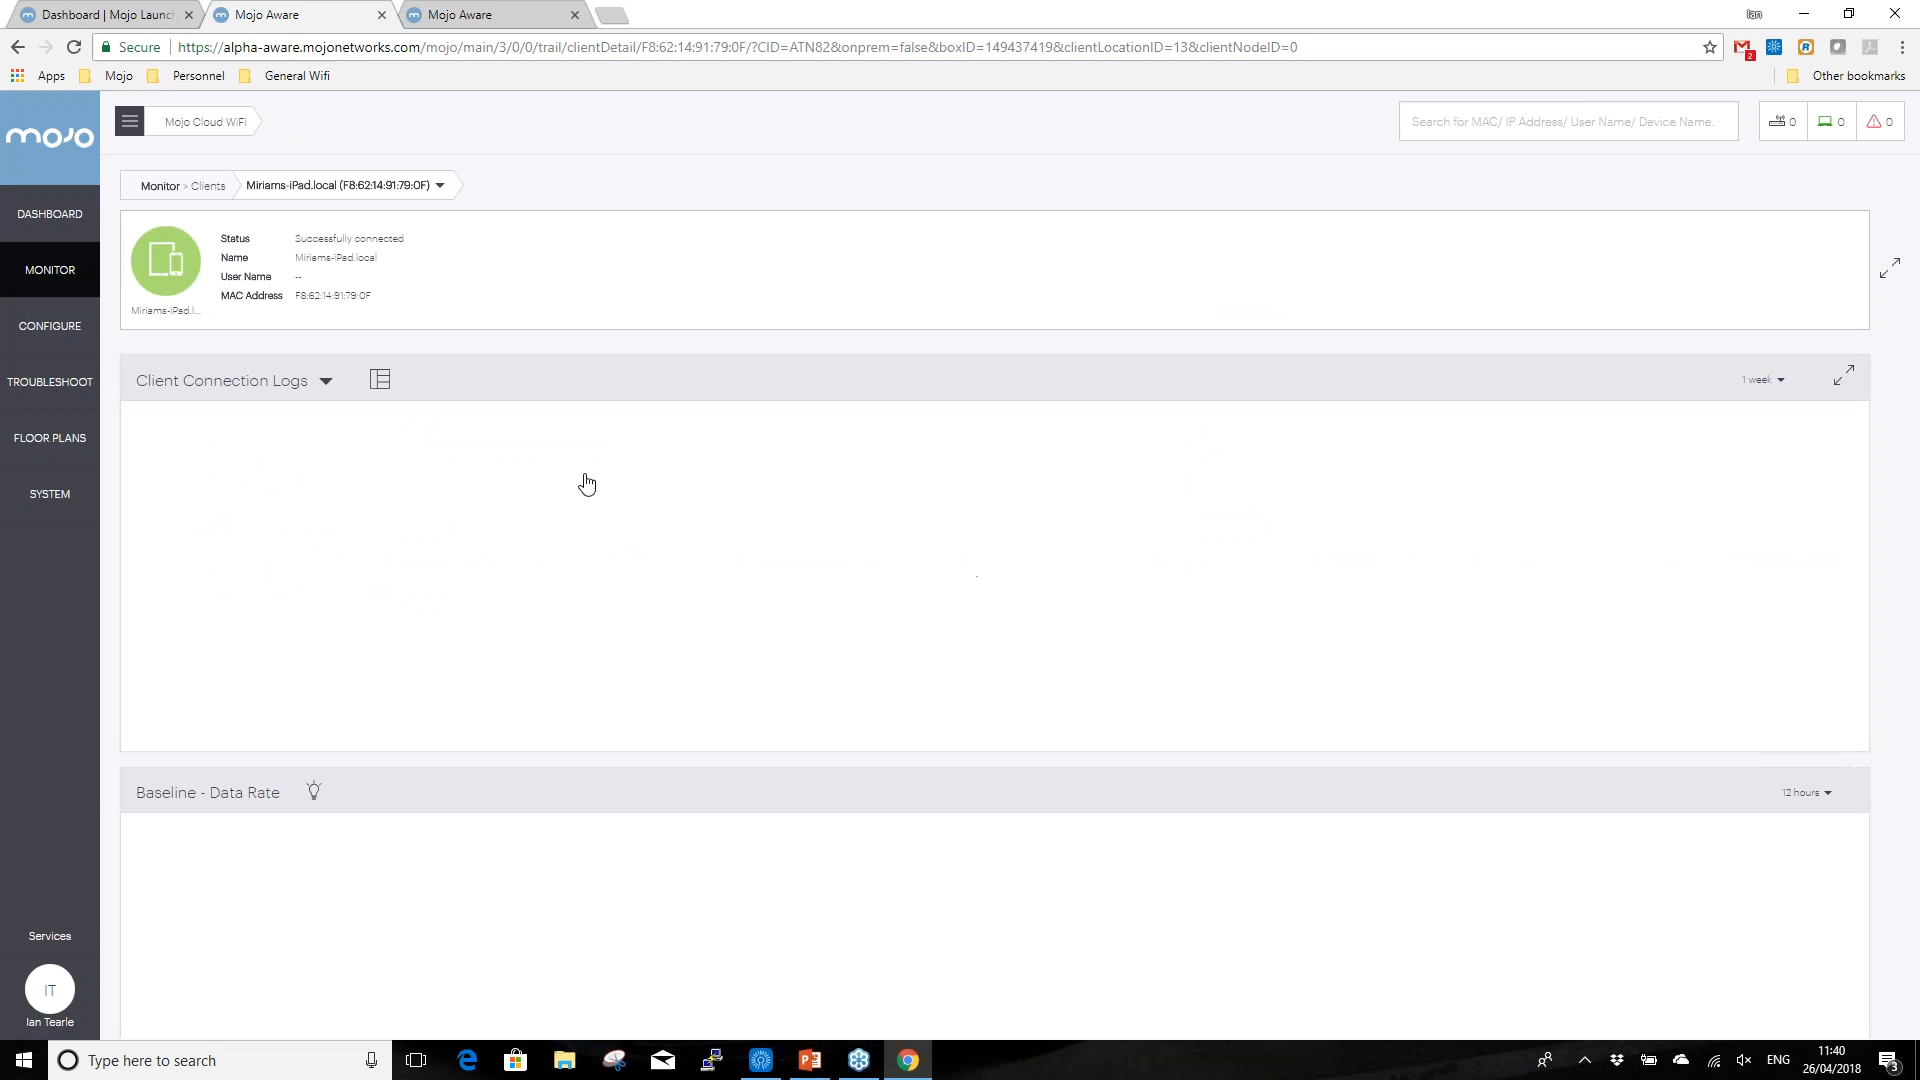 Dashboard | Mojo Launch
Mojo Aware
Mojo Aware
Ian
Secure
https://alpha-aware.mojonetworks.com/mojo/main/3/0/0/trail/clientDetail/F8:62:14:91:79:0F/?CID=ATN82&onprem=false&boxID=149437419&clientLocationID=13&clientNodeID=0
2
Apps
Mojo
Personnel
General Wifi
Other bookmarks
mojo
Mojo Cloud WiFi
Search for MAC/ IP Address/ User Name/ Device Name.
0
0
0
Monitor > Clients
Miriams-iPad.local (F8:62:14:91:79:0F)
DASHBOARD
MONITOR
CONFIGURE
TROUBLESHOOT
FLOOR PLANS
SYSTEM
Status Successfully connected
Name Miriams-iPad.local
User Name --
MAC Address F8:62:14:91:79:0F
Miriams-iPad.l...
Client Connection Logs
1 week
Baseline - Data Rate
12 hours
Services
IT
Ian Tearle
Type here to search
ENG
11:40
26/04/2018
3